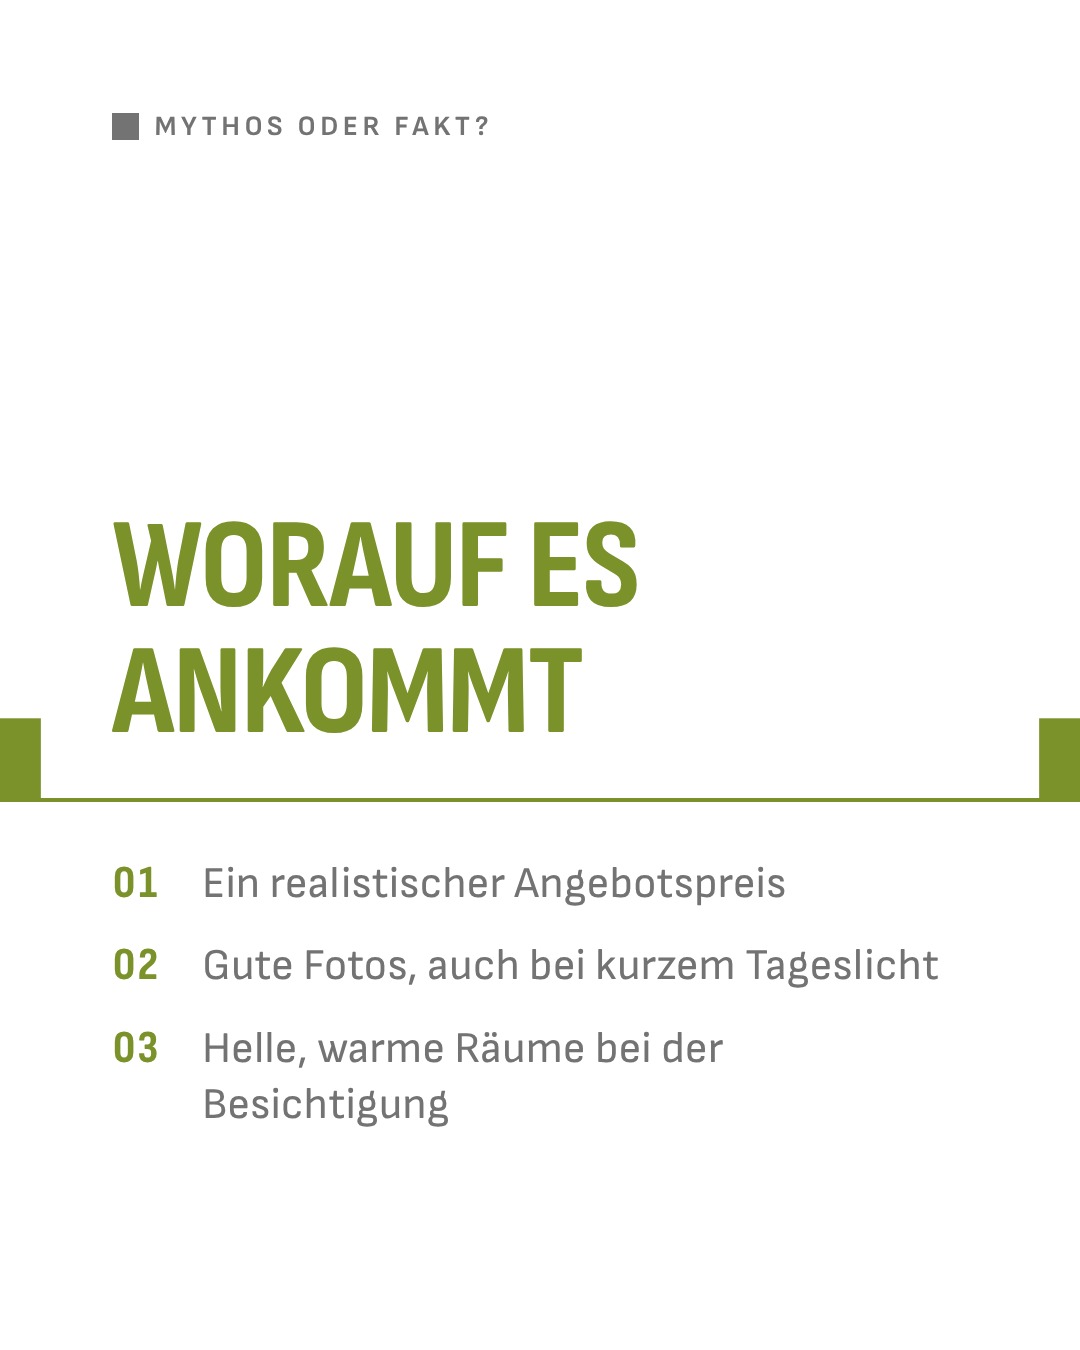 MYTHOS ODER FAKT?
WORAUF ES
ANKOMMT
01 Ein realistischer Angebotspreis
02 Gute Fotos, auch bei kurzem Tageslicht
03 Helle, warme Räume bei der
Besichtigung